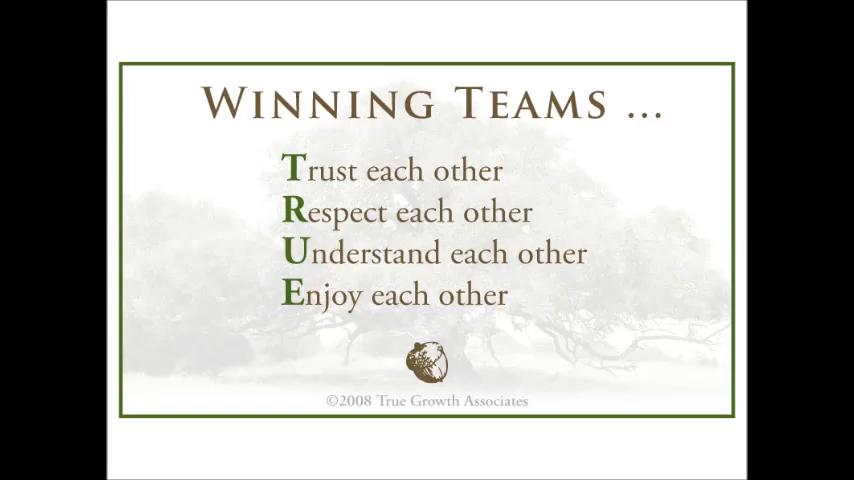 WINNING TEAMS ...
Trust each other
Respect each other
Understand each other
Enjoy each other
©2008 True Growth Associates